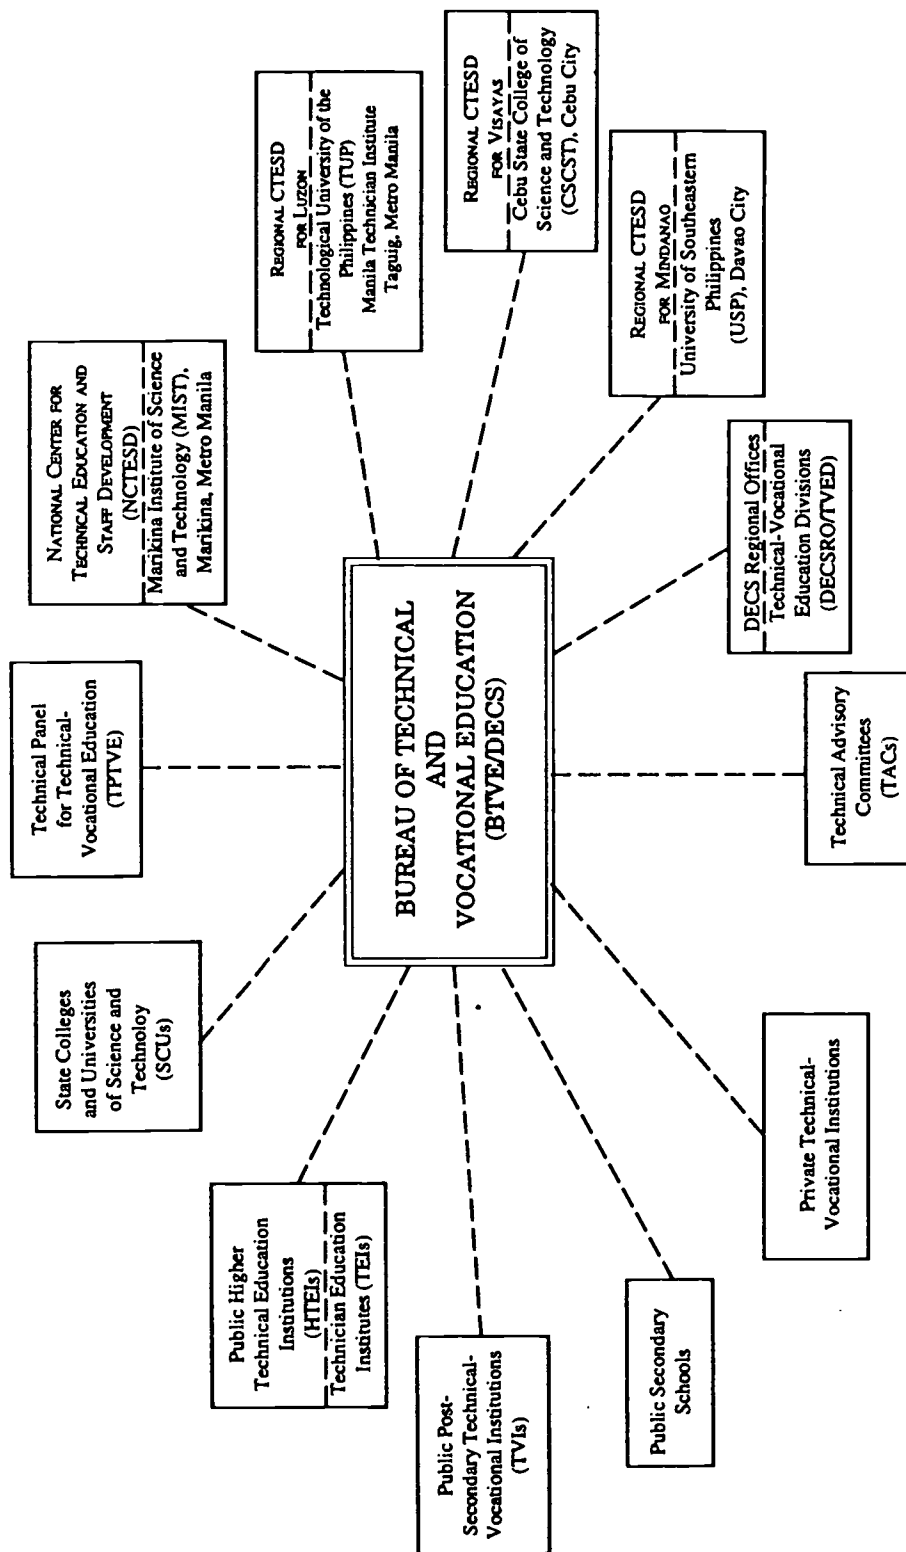 State Colleges
and Universities
of Science and
Technoloy
(SCUs)
Technical Panel
for Technical-
Vocational Education
(TPTVE)
NATIONAL CENTER FOR
TECHNICAL EDUCATION AND
STAFF DEVELOPMENT
(NCTESD)
Marikina Institute of Science
and Technology (MIST),
Marikina, Metro Manila
Public Higher
Technical Education
Institutions
(HTEIs)
Technician Education
Institutes (TEIs)
REGIONAL CTESD
FOR LUZON
Technological University of the
Philippines (TUP)
Manila Technician Institute
Taguig, Metro Manila
BUREAU OF TECHNICAL
AND
VOCATIONAL EDUCATION
(BTVE/DECS)
Public Post-
Secondary Technical-
Vocational Institutions
(TVIs)
REGIONAL CTESD
FOR VISAYAS
Cebu State College of
Science and Technology
(CSCST), Cebu City
Public Secondary
Schools
REGIONAL CTESD
FOR MINDANAO
University of Southeastern
Philippines
(USP), Davao City
Private Technical-
Vocational Institutions
Technical Advisory
Committees
(TACs)
DECS Regional Offices
Technical-Vocational
Education Divisions
(DECSRO/TVED)